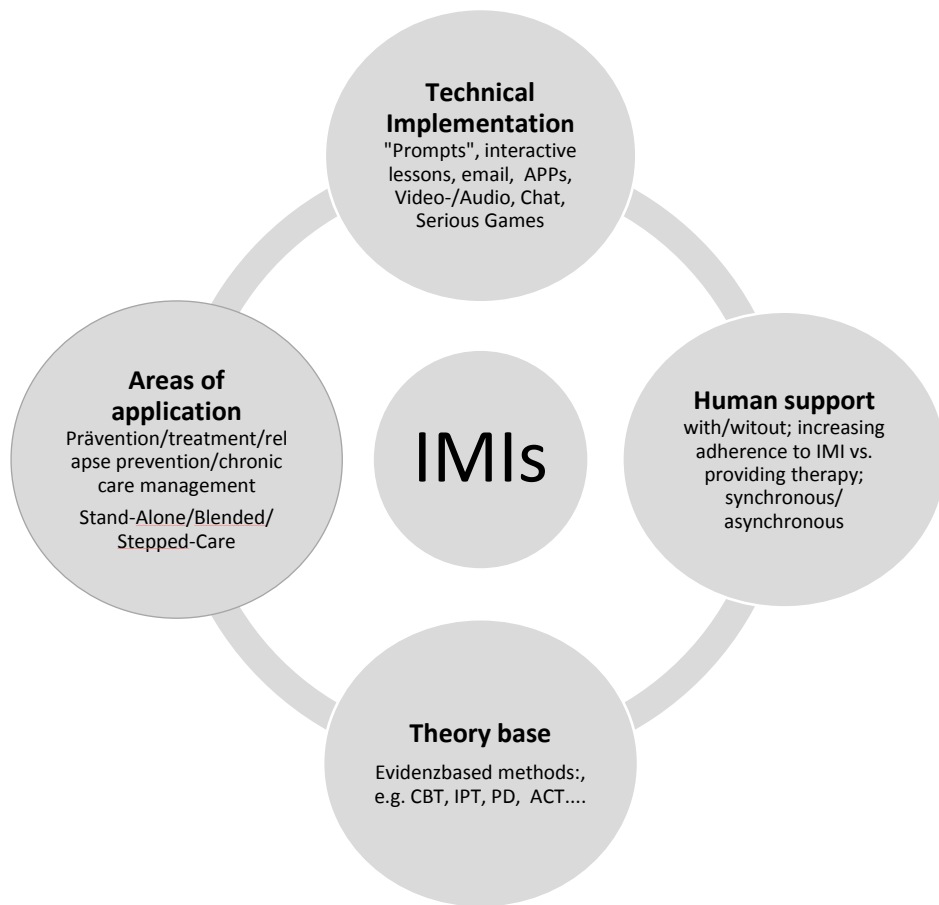 Technical
Implementation
"Prompts", interactive
lessons, email, APPs,
Video-/Audio, Chat,
Serious Games
Areas of
application
Prävention/treatment/rel
apse prevention/chronic
care management
Stand-Alone/Blended/
Stepped-Care
IMIs
Human support
with/witout; increasing
adherence to IMI vs.
providing therapy;
synchronous/
asynchronous
Theory base
Evidenzbased methods:,
e.g. CBT, IPT, PD, ACT....